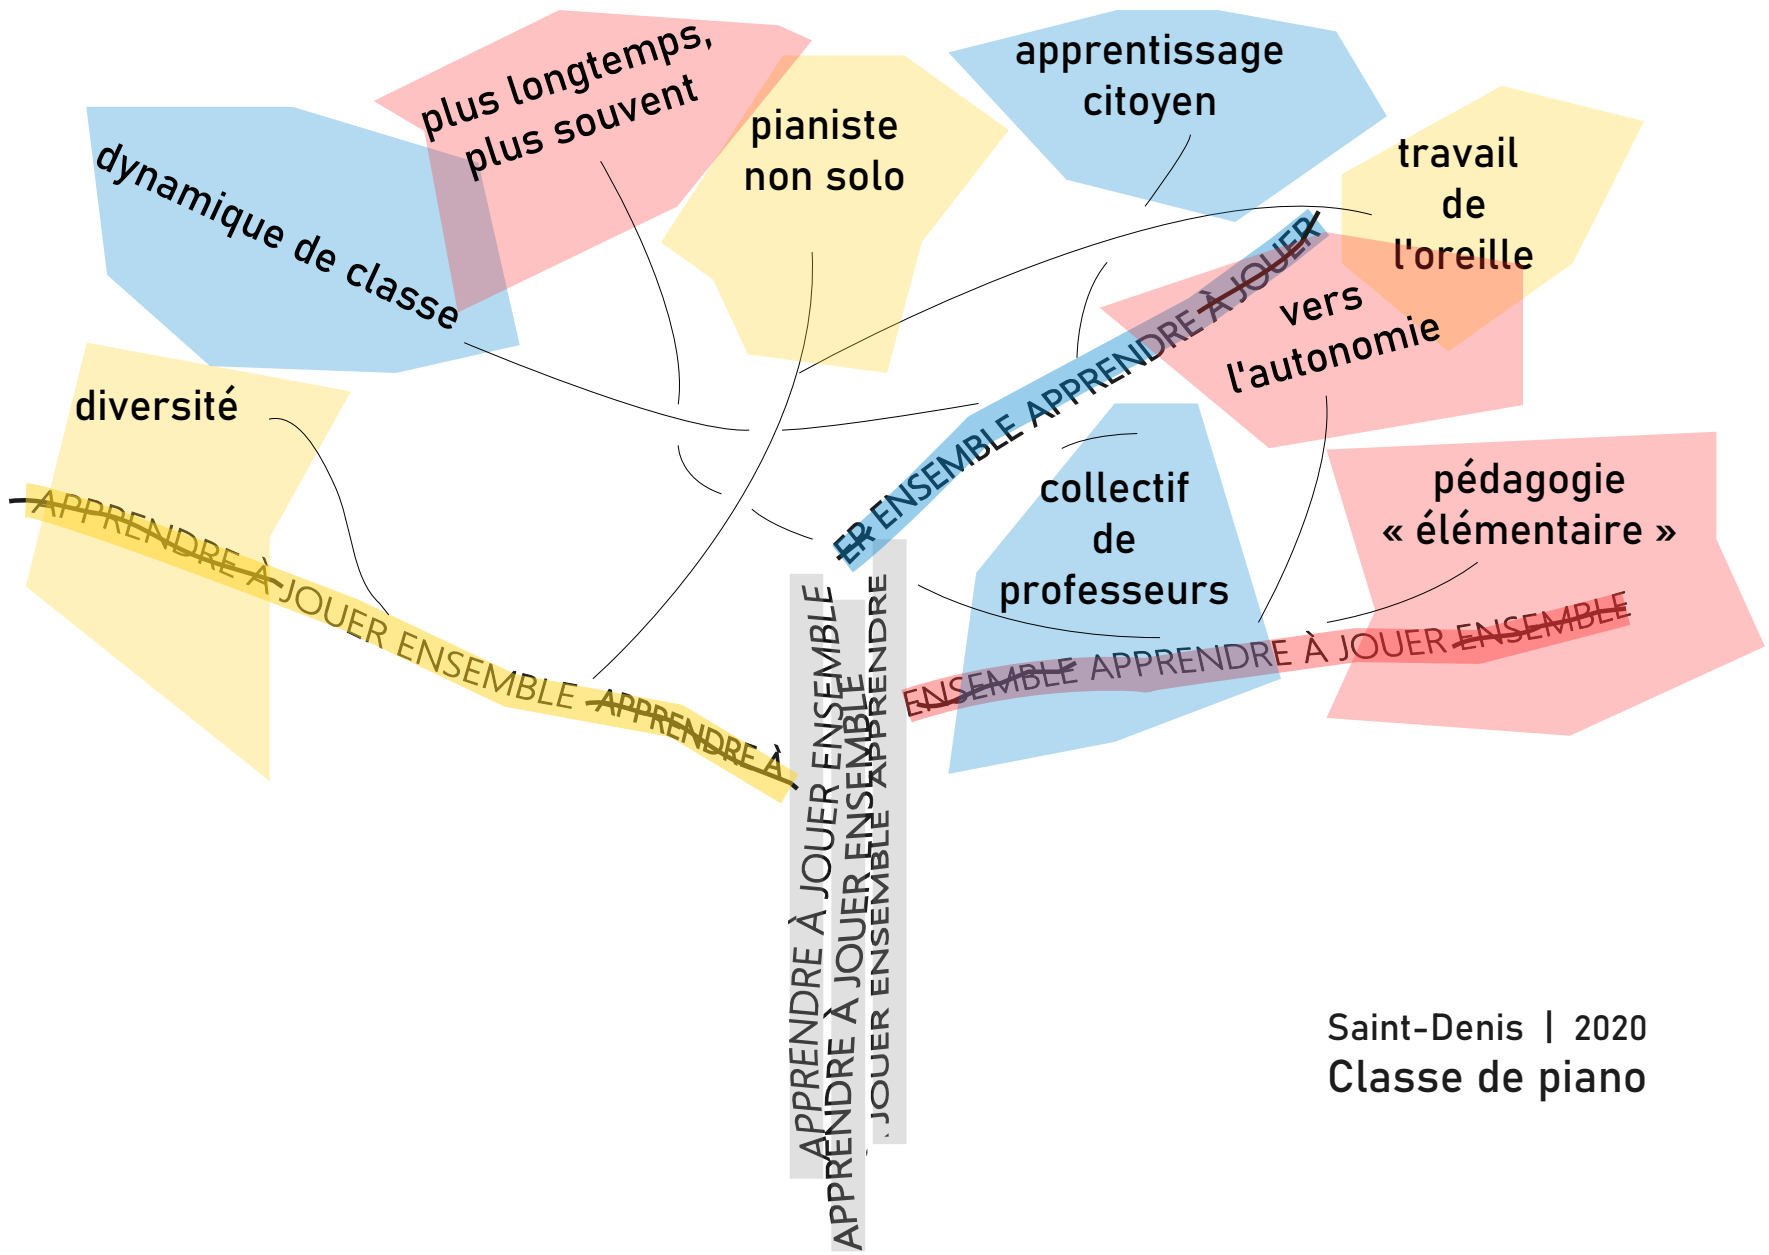 plus longtemps,
plus souvent
apprentissage
citoyen
pianiste
non solo
travail
de
l'oreille
dynamique de classe
vers
l'autonomie
diversité
collectif
de
professeurs
pédagogie
« élémentaire »
APPRENDRE À JOUER ENSEMBLE APPRENDRE À
ER ENSEMBLE APPRENDRE À JOUER
ENSEMBLE APPRENDRE À JOUER ENSEMBLE
APPRENDRE À JOUER ENSEMBLE
APPRENDRE À JOUER ENSEMBLE
JOUER ENSEMBLE APPRENDRE
Saint-Denis | 2020
Classe de piano